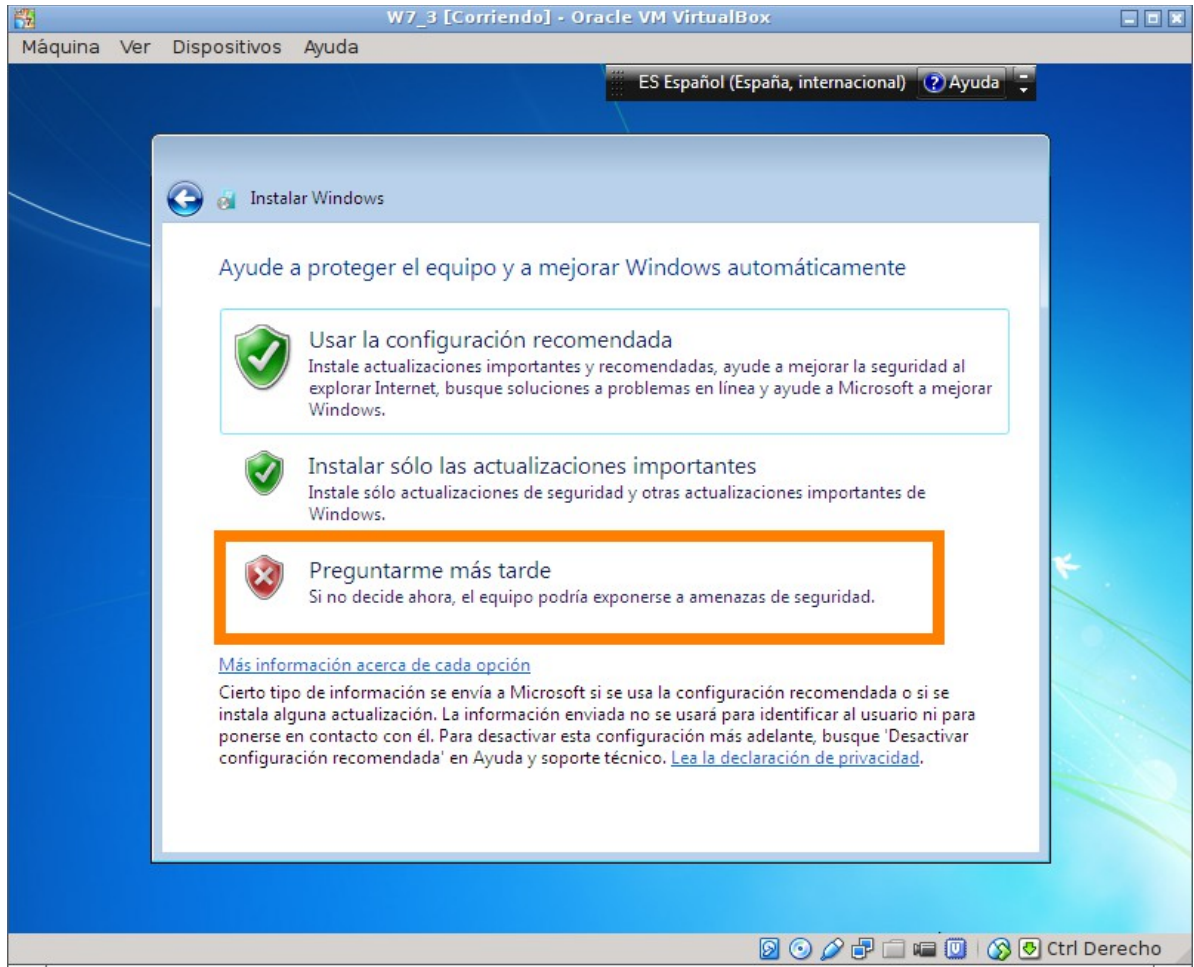 W7_3 [Corriendo] - Oracle VM VirtualBox
Máquina Ver Dispositivos Ayuda
ES Español (España, internacional) ? Ayuda
Instalar Windows
Ayude a proteger el equipo y a mejorar Windows automáticamente
Usar la configuración recomendada
Instale actualizaciones importantes y recomendadas, ayude a mejorar la seguridad al
explorar Internet, busque soluciones a problemas en línea y ayude a Microsoft a mejorar
Windows.
Instalar sólo las actualizaciones importantes
Instale sólo actualizaciones de seguridad y otras actualizaciones importantes de
Windows.
Preguntarme más tarde
Si no decide ahora, el equipo podría exponerse a amenazas de seguridad.
Más información acerca de cada opción
Cierto tipo de información se envía a Microsoft si se usa la configuración recomendada o si se
instala alguna actualización. La información enviada no se usará para identificar al usuario ni para
ponerse en contacto con él. Para desactivar esta configuración más adelante, busque 'Desactivar
configuración recomendada' en Ayuda y soporte técnico. Lea la declaración de privacidad.
Ctrl Derecho